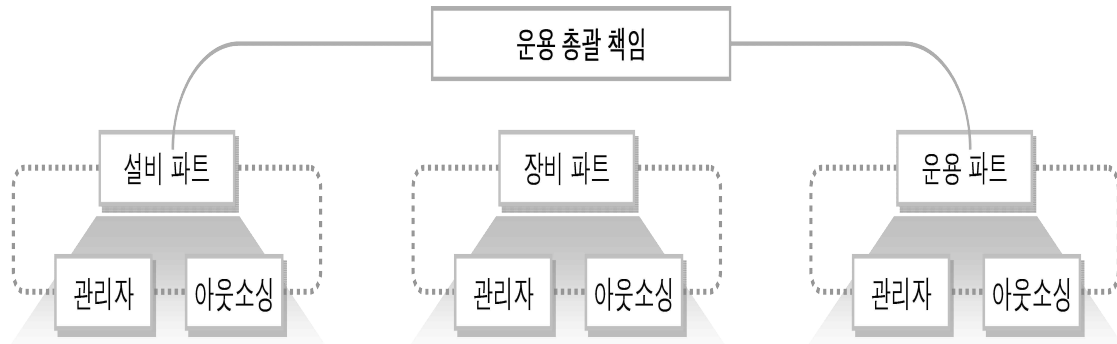 운용 총괄 책임
설비 파트
장비 파트
운용 파트
관리자
아웃소싱
관리자
아웃소싱
관리자
아웃소싱